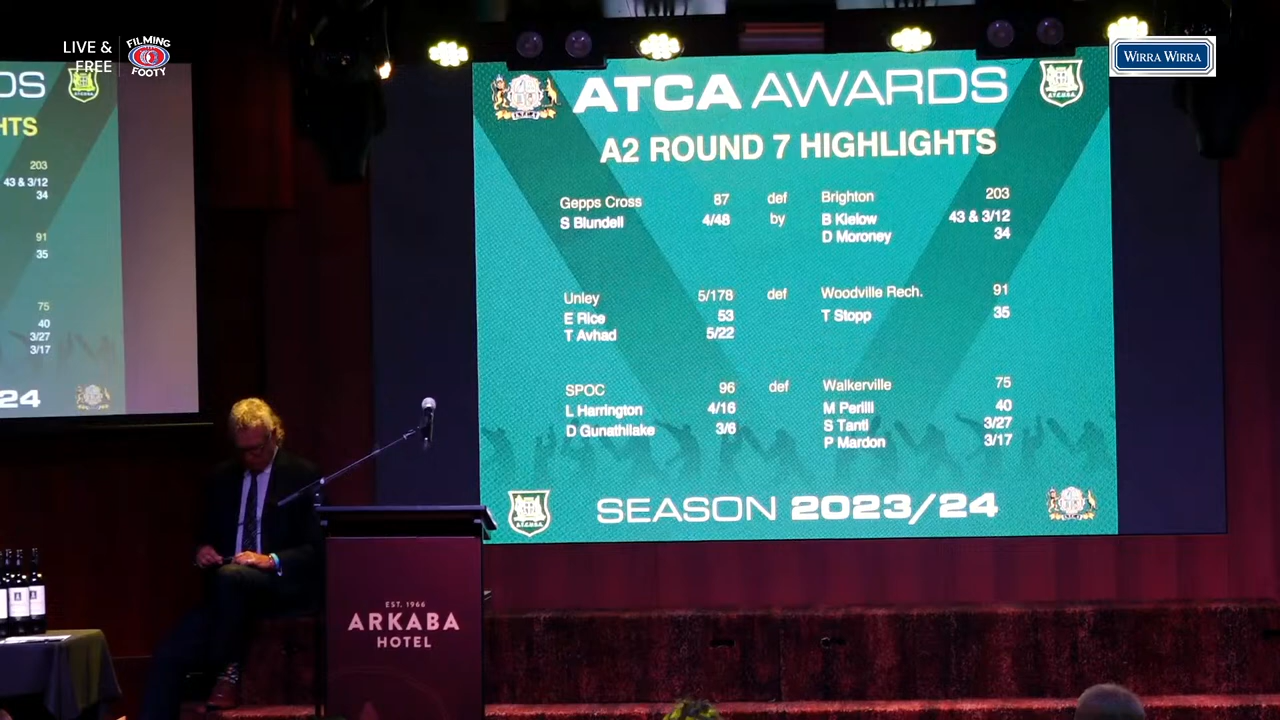 LIVE &
FREE
FILMING
FOOTY
WIRRA WIRRA
DS
HTS
203
43 & 3/12
34
91
35
75
40
3/27
3/17
24
ATCA AWARDS
A2 ROUND 7 HIGHLIGHTS
Gepps Cross 87 def Brighton 203
S Blundell 4/48 by B Kielow 43 & 3/12
D Moroney 34
Unley 5/178 def Woodville Rech. 91
E Rice 53 T Stopp 35
T Avhad 5/22
SPOC 96 def Walkerville 75
L Harrington 4/16 M Perilli 40
D Gunathilake 3/6 S Tanti 3/27
P Mardon 3/17
SEASON 2023/24
EST. 1966
ARKABA
HOTEL